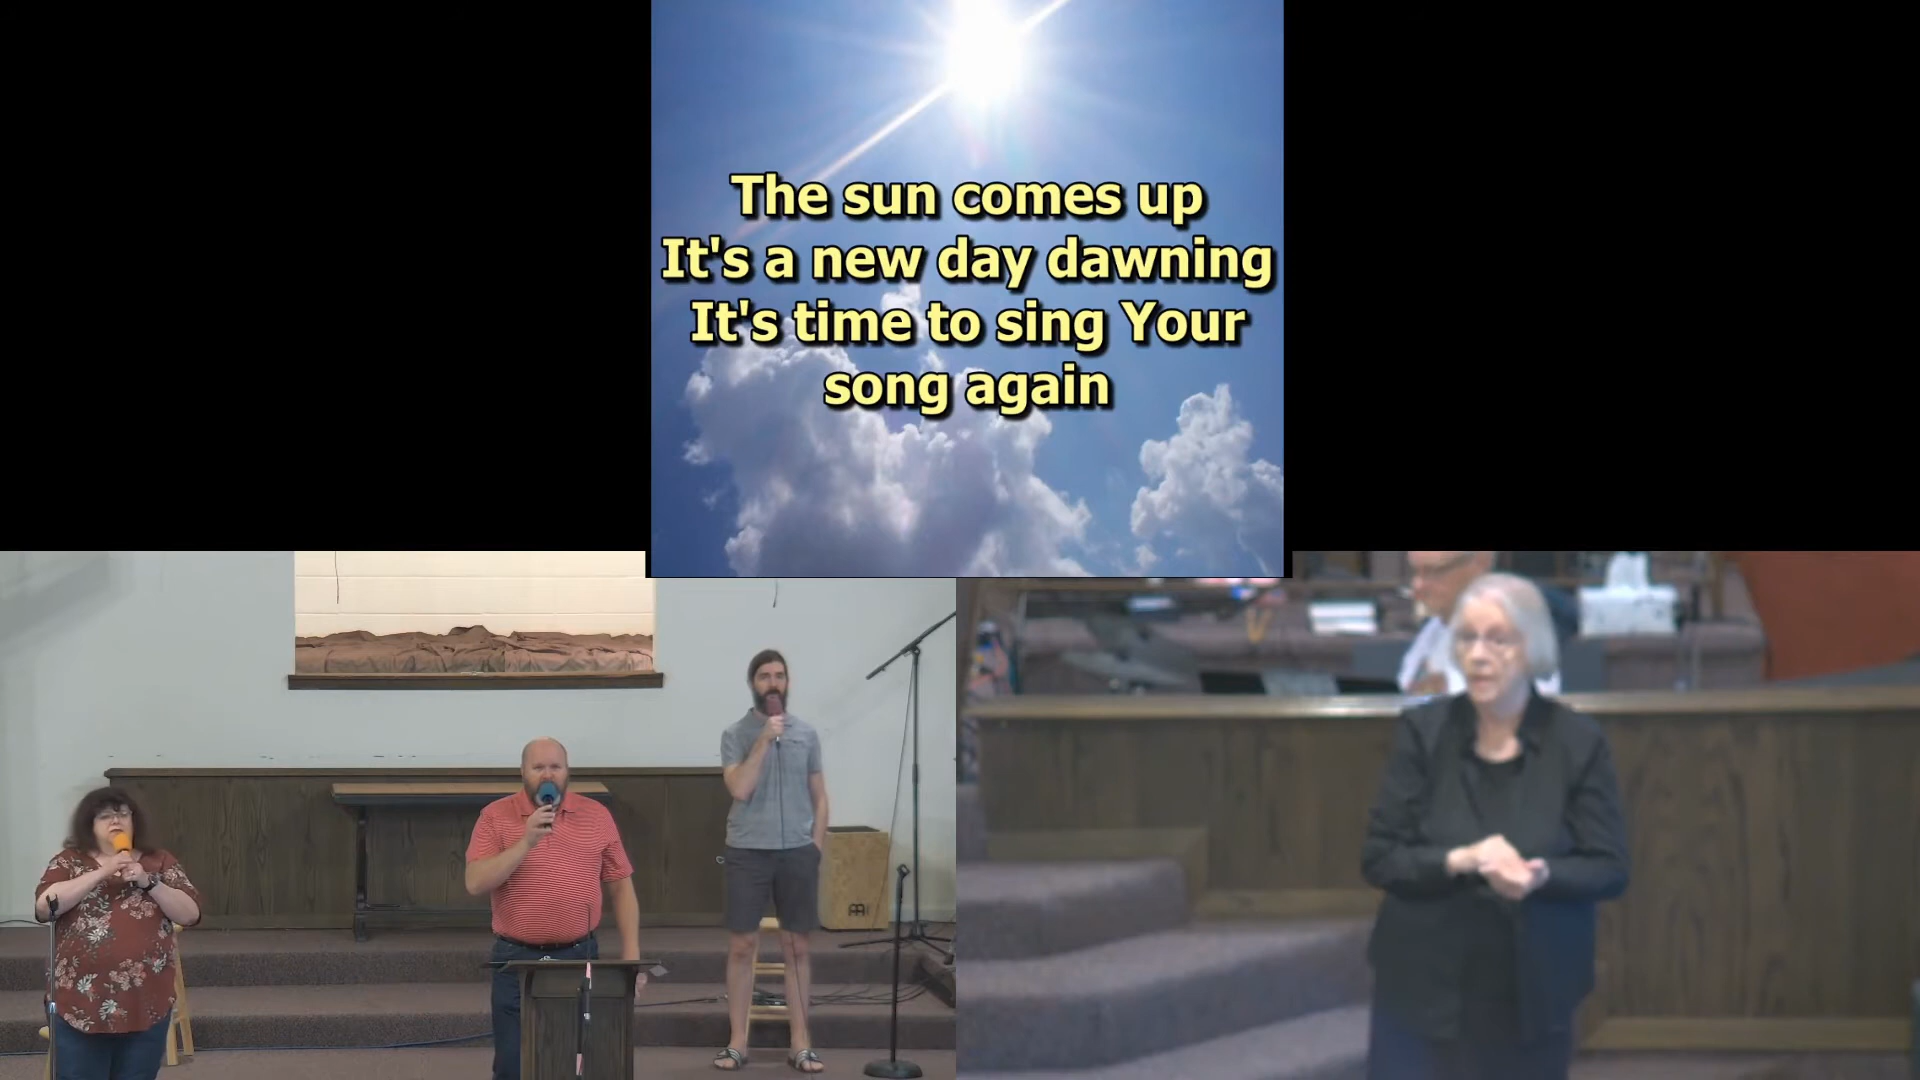 The sun comes up
It's a new day dawning
It's time to sing Your
song again